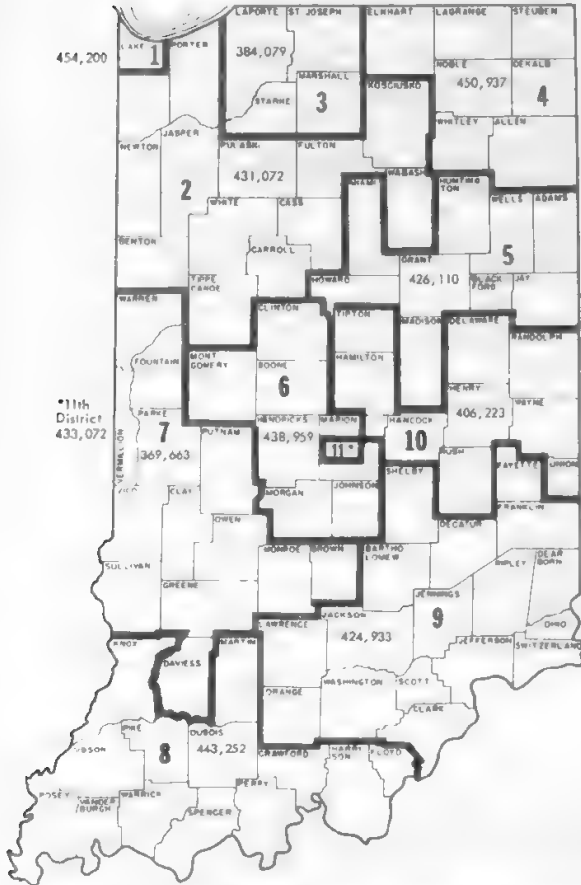 LAPORTE
ST JOSEPH
ELKHART
LAGRANGE
STEUBEN
LAKE
1
PORTER
454,200
384,079
NOBLE
450,937
DEKALB
MARSHALL
KOSCIUSKO
STARKE
3
4
WHITLEY
ALLEN
JASPER
NEWTON
PULASKI
FULTON
431,072
2
MIAMI
WABASH
HUNTINGTON
WELLS
ADAMS
WHITE
CASS
5
BENTON
CARROLL
GRANT
426,110
BLACKFORD
JAY
TIPPECANOE
HOWARD
WARREN
CLINTON
TIPTON
MADISON
DELAWARE
RANDOLPH
FOUNTAIN
MONTGOMERY
BOONE
HAMILTON
6
HENRY
406,223
WAYNE
*11th
District
433,072
PARKE
7
369,663
VERMILLION
PUTNAM
HENDRICKS
438,959
MARION
11*
HANCOCK
10
RUSH
FAYETTE
UNION
VIGO
CLAY
MORGAN
JOHNSON
SHELBY
FRANKLIN
OWEN
DECATUR
SULLIVAN
MONROE
BROWN
BARTHOLOMEW
RIPLEY
DEARBORN
GREENE
JENNINGS
OHIO
LAWRENCE
JACKSON
424,933
9
JEFFERSON
SWITZERLAND
KNOX
DAVIESS
MARTIN
ORANGE
WASHINGTON
SCOTT
CLARK
PIKE
DUBOIS
443,252
8
GIBSON
CRAWFORD
HARRISON
FLOYD
PERRY
POSEY
VANDERBURGH
WARRICK
SPENCER